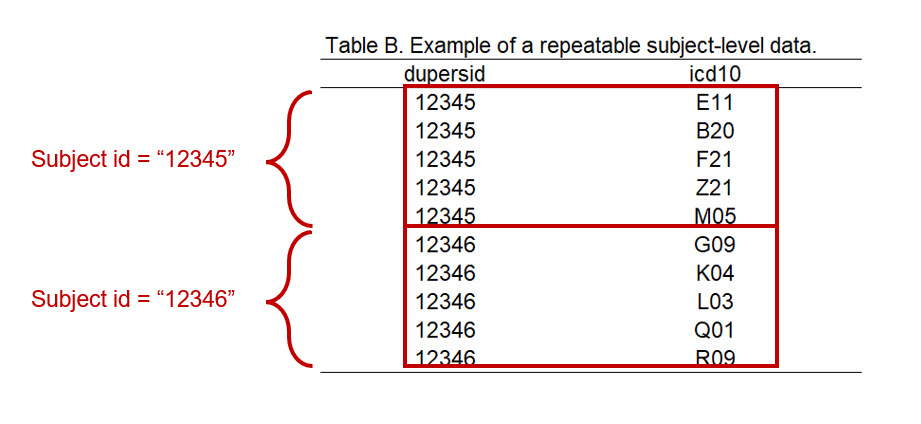 Table B. Example of a repeatable subject-level data.
dupersid icd10
12345 E11
12345 B20
Subject id = “12345” 12345 F21
12345 Z21
12345 M05
12346 G09
12346 K04
Subject id = “12346” 12346 L03
12346 Q01
12346 R09